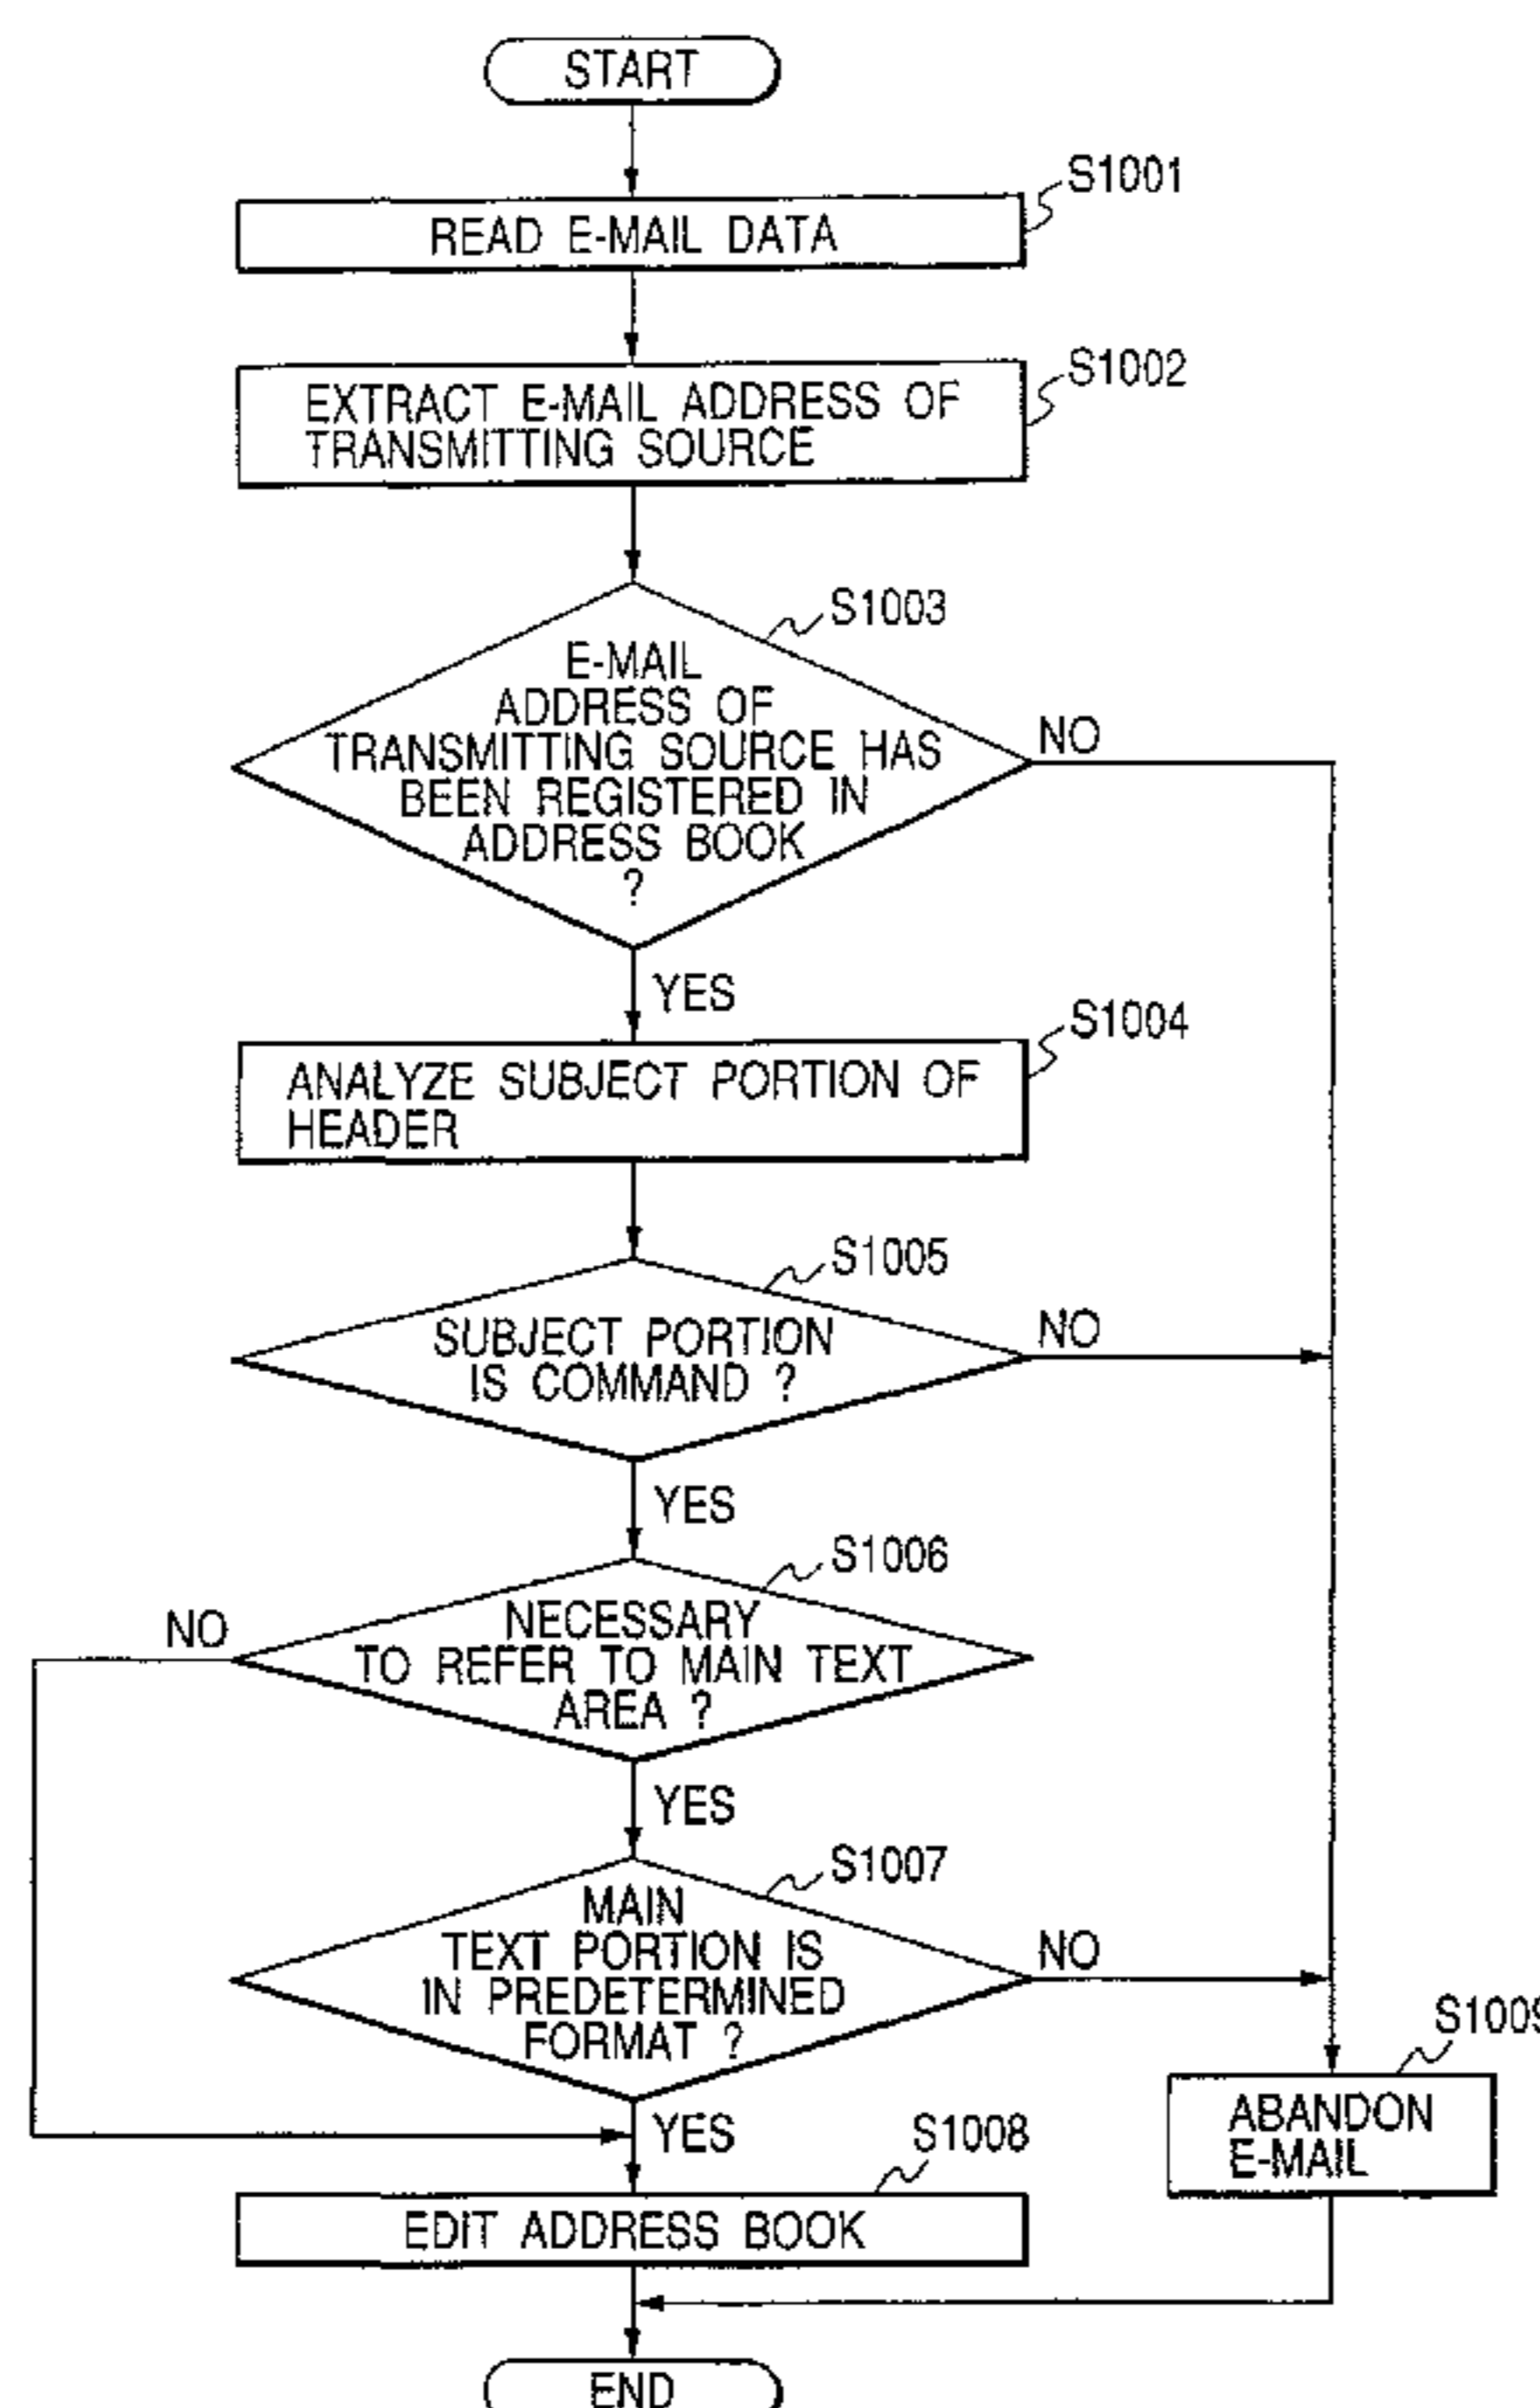 START
S1001
READ E-MAIL DATA
S1002
EXTRACT E-MAIL ADDRESS OF
TRANSMITTING SOURCE
S1003
E-MAIL
ADDRESS OF
TRANSMITTING SOURCE HAS
BEEN REGISTERED IN
ADDRESS BOOK
?
NO
YES
S1004
ANALYZE SUBJECT PORTION OF
HEADER
S1005
SUBJECT PORTION
IS COMMAND ?
NO
YES
S1006
NECESSARY
TO REFER TO MAIN TEXT
AREA ?
NO
YES
S1007
MAIN
TEXT PORTION IS
IN PREDETERMINED
FORMAT ?
NO
YES
S1008
EDIT ADDRESS BOOK
S1009
ABANDON
E-MAIL
END